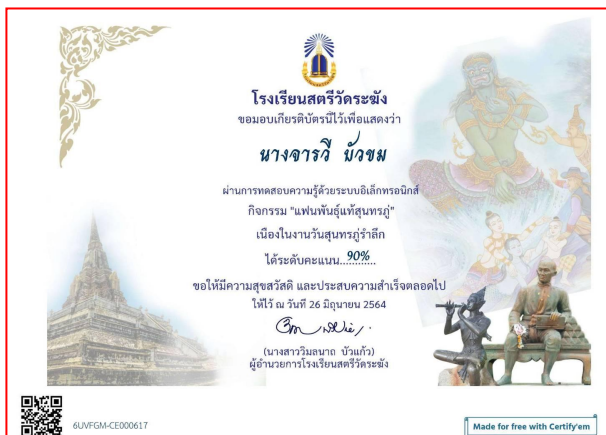 โรงเรียนสตรีวัดระฆัง
ขอมอบเกียรติบัตรนี้ไว้เพื่อแสดงว่า
นางจารวี บัวขม
ผ่านการทดสอบความรู้ด้วยระบบอิเล็กทรอนิกส์
กิจกรรม "แฟนพันธุ์แท้สุนทรภู่"
เนื่องในงานวันสุนทรภู่รำลึก
ได้ระดับคะแนน...90%...
ขอให้มีความสุขสวัสดิ์ และประสบความสำเร็จตลอดไป
ให้ไว้ ณ วันที่ 26 มิถุนายน 2564
(นางสาววิมลนาถ บัวแก้ว)
ผู้อำนวยการโรงเรียนสตรีวัดระฆัง
6UVFGM-CE000617
Made for free with Certify'em